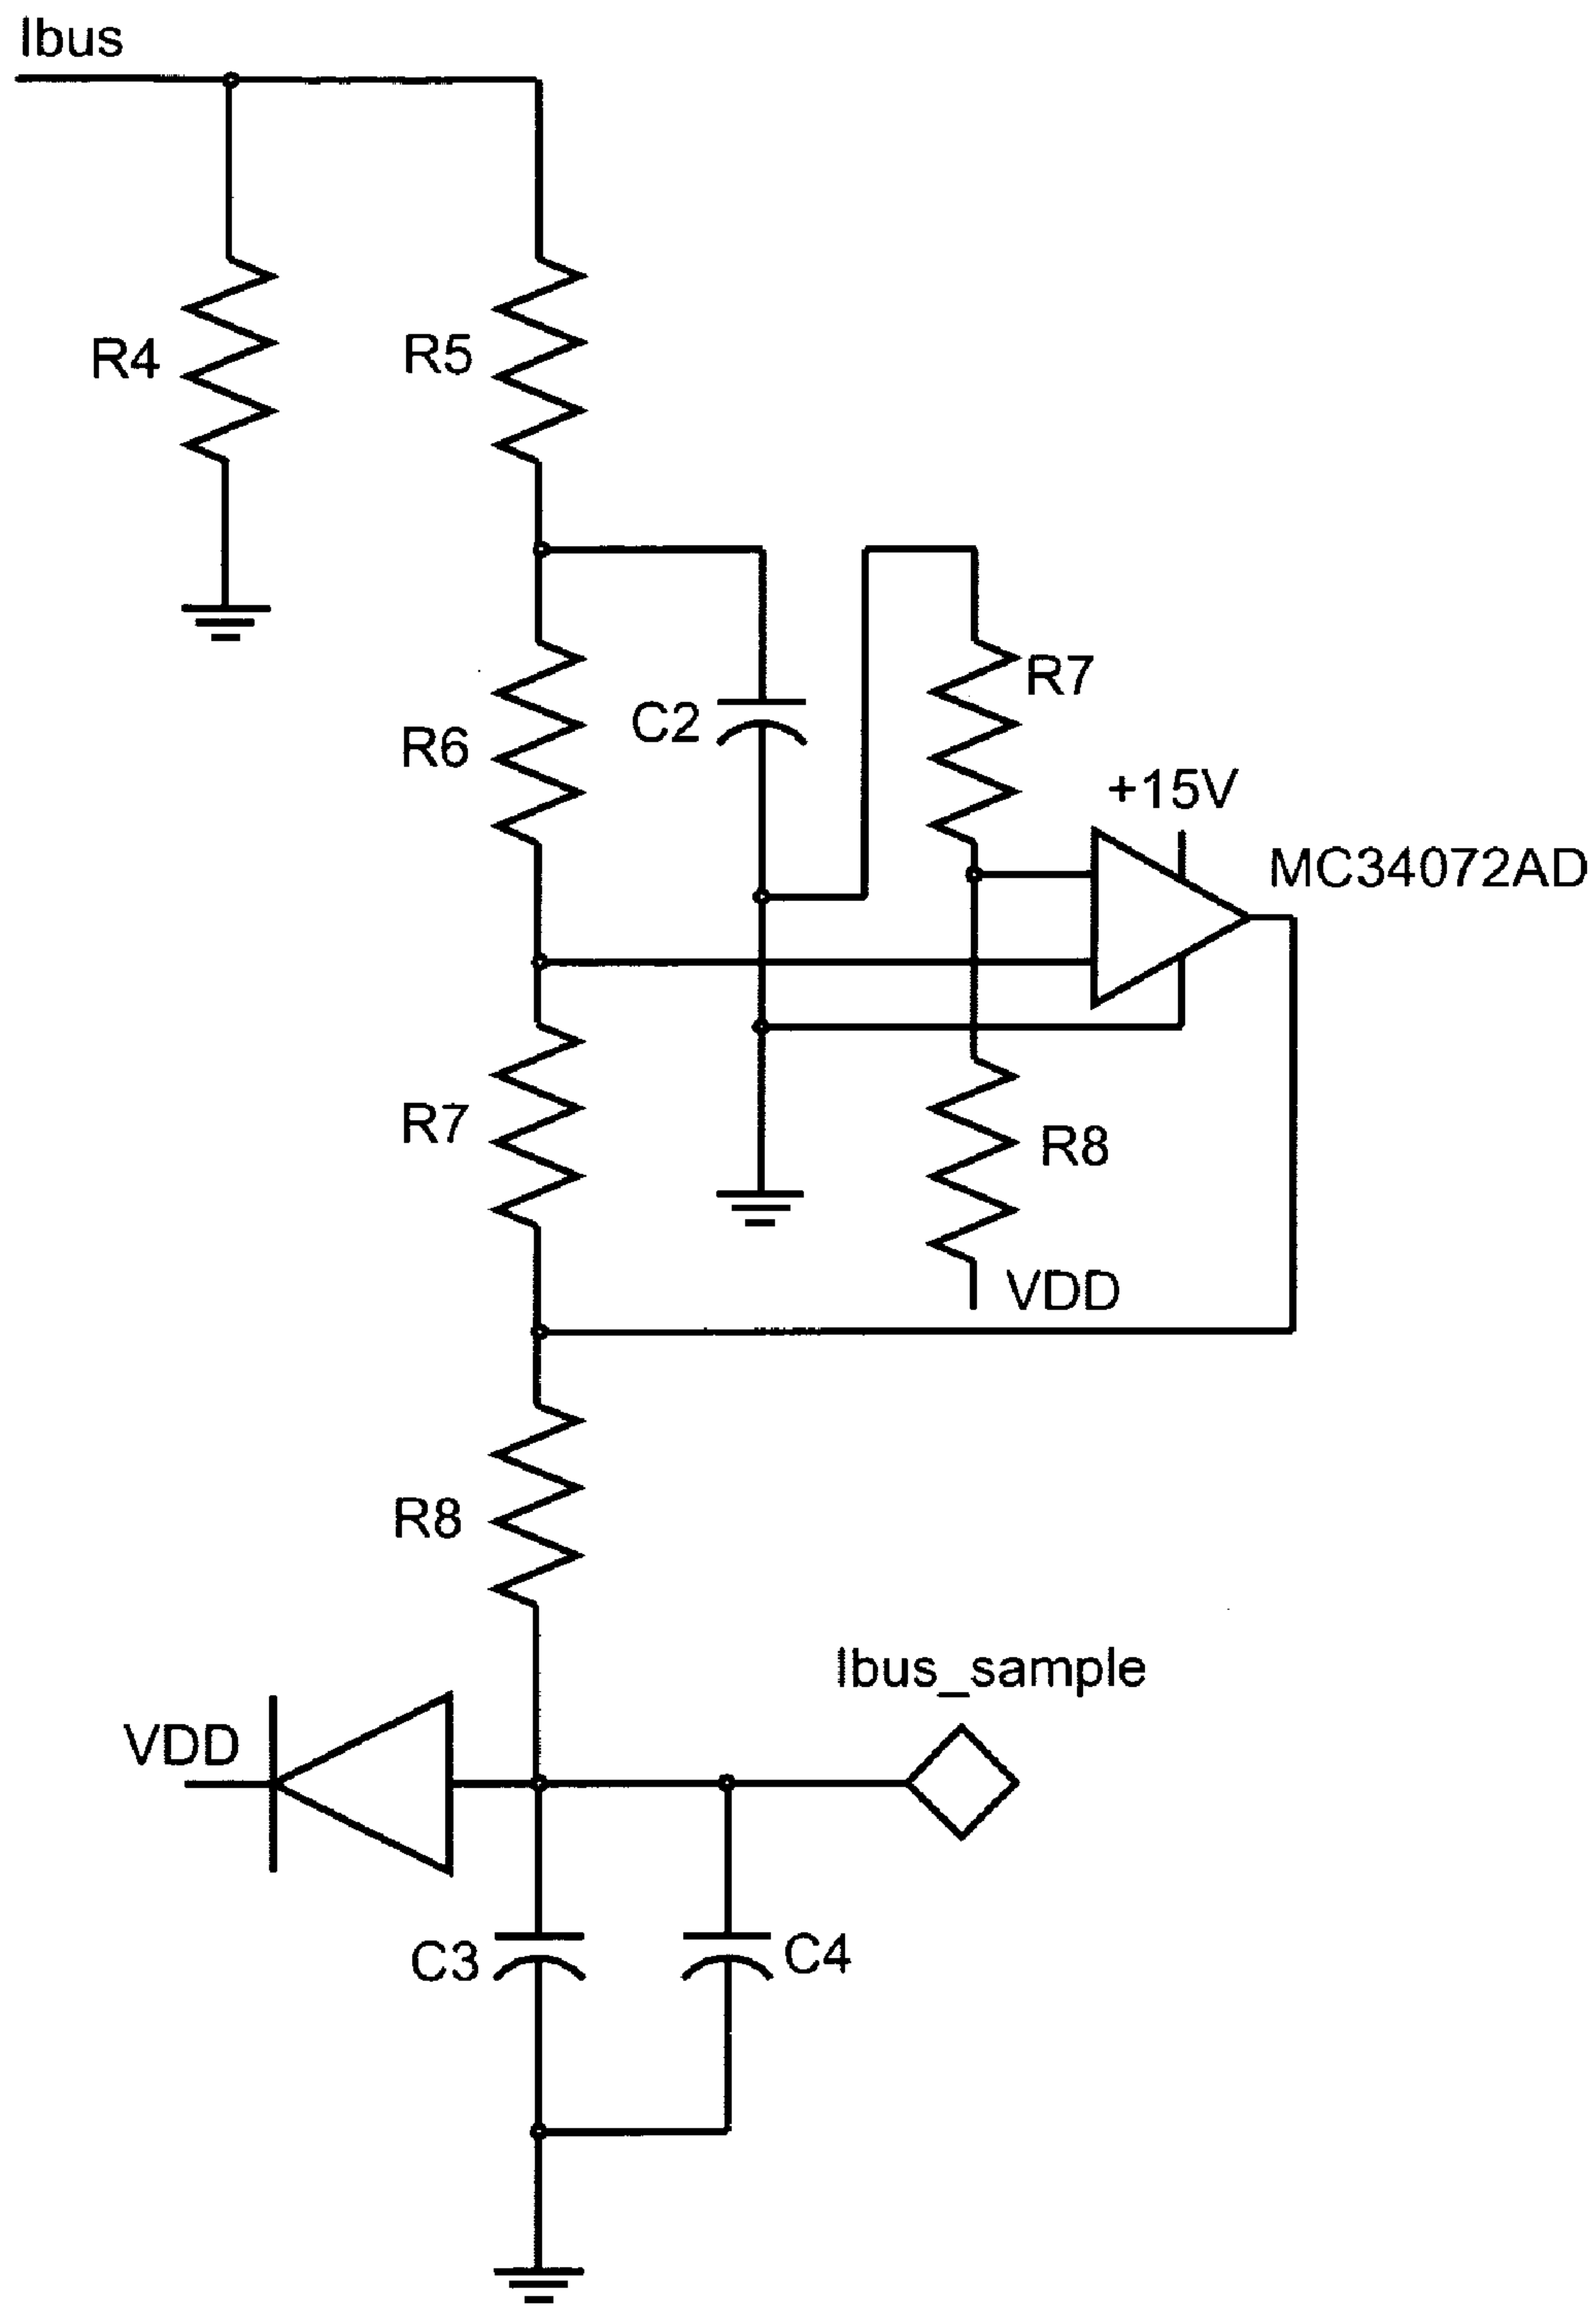 Ibus
R4
R5
R7
C2
R6
+15V
MC34072AD
R7
R8
VDD
R8
Ibus_sample
VDD
C3
C4